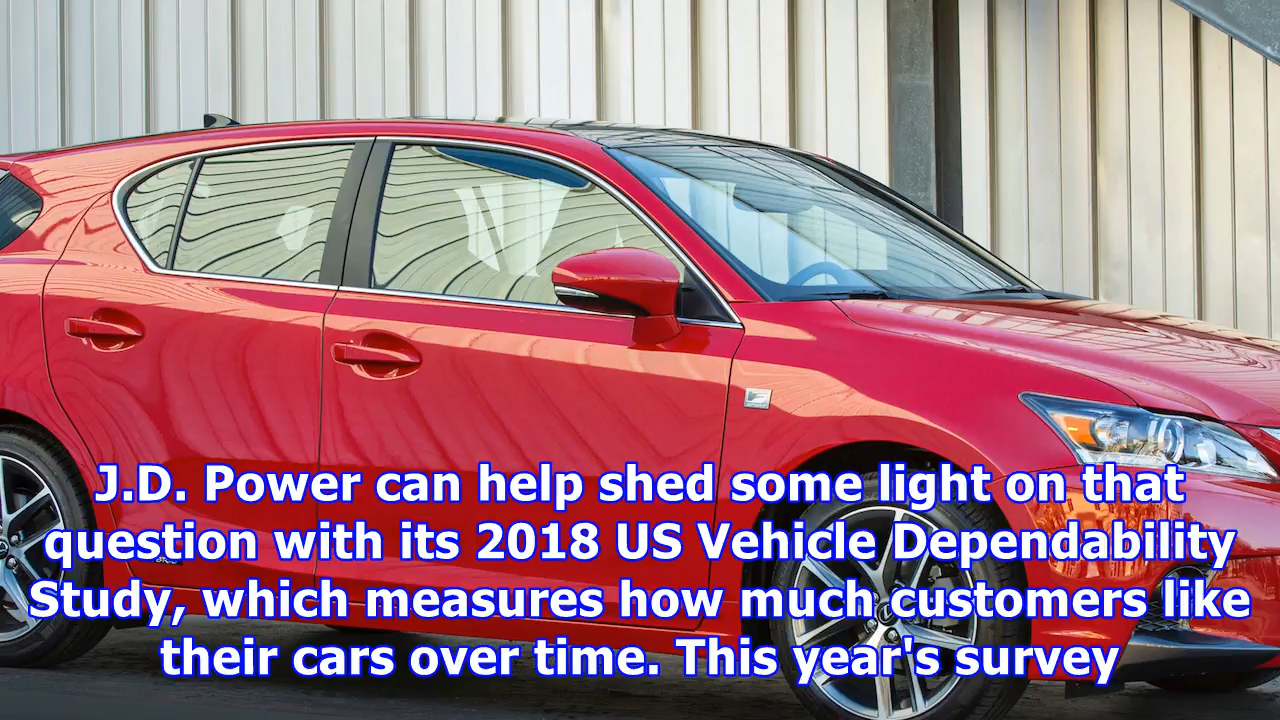 J.D. Power can help shed some light on that
question with its 2018 US Vehicle Dependability
Study, which measures how much customers like
their cars over time. This year's survey